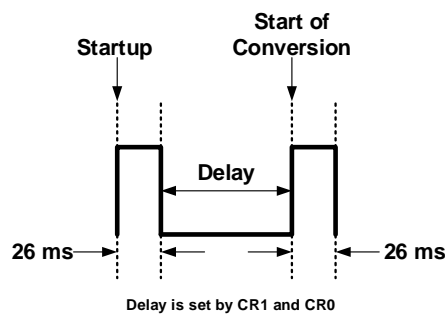 Startup
Start of
Conversion
Delay
26 ms
26 ms
Delay is set by CR1 and CR0